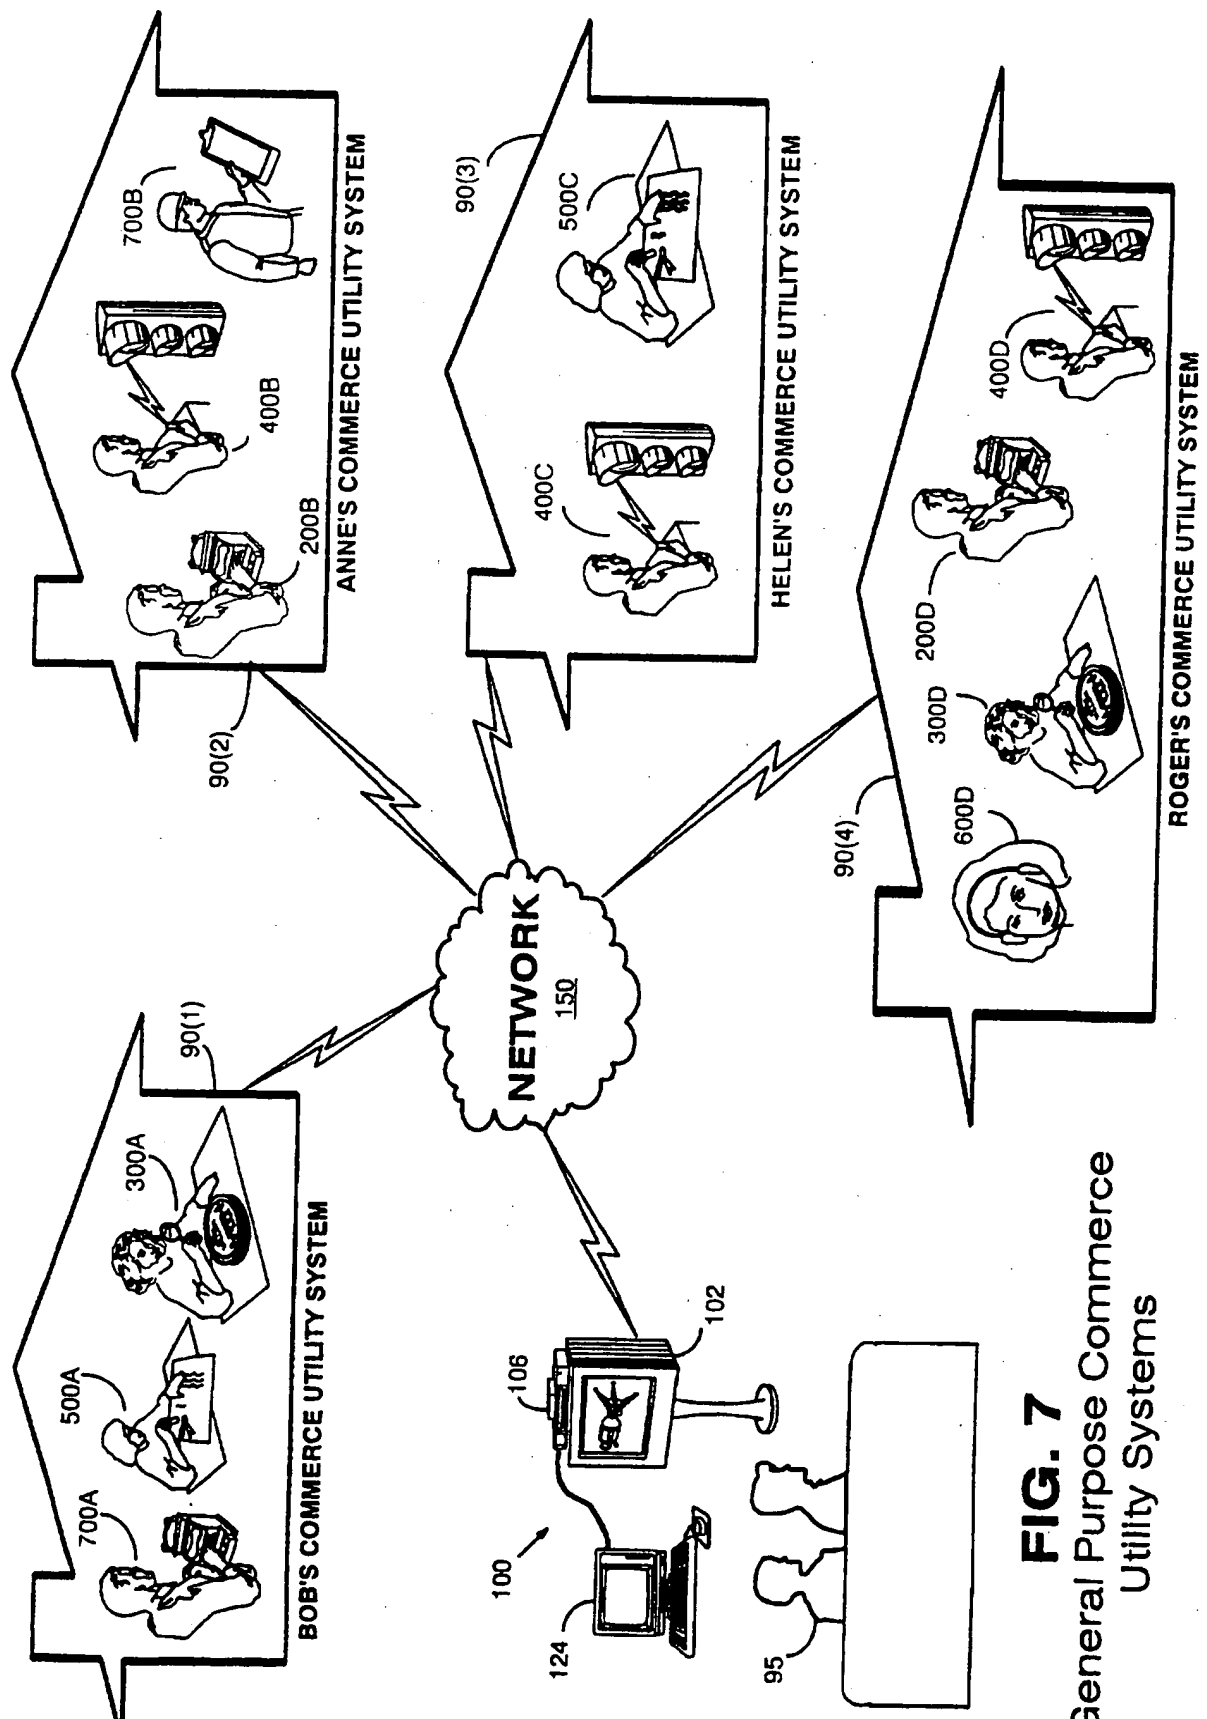 BOB'S COMMERCE UTILITY SYSTEM
700A
500A
300A
90(1)
ANNE'S COMMERCE UTILITY SYSTEM
90(2)
200B
400B
700B
HELEN'S COMMERCE UTILITY SYSTEM
400C
500C
90(3)
ROGER'S COMMERCE UTILITY SYSTEM
90(4)
600D
300D
200D
400D
NETWORK
150
100
124
106
102
95
FIG. 7
General Purpose Commerce
Utility Systems